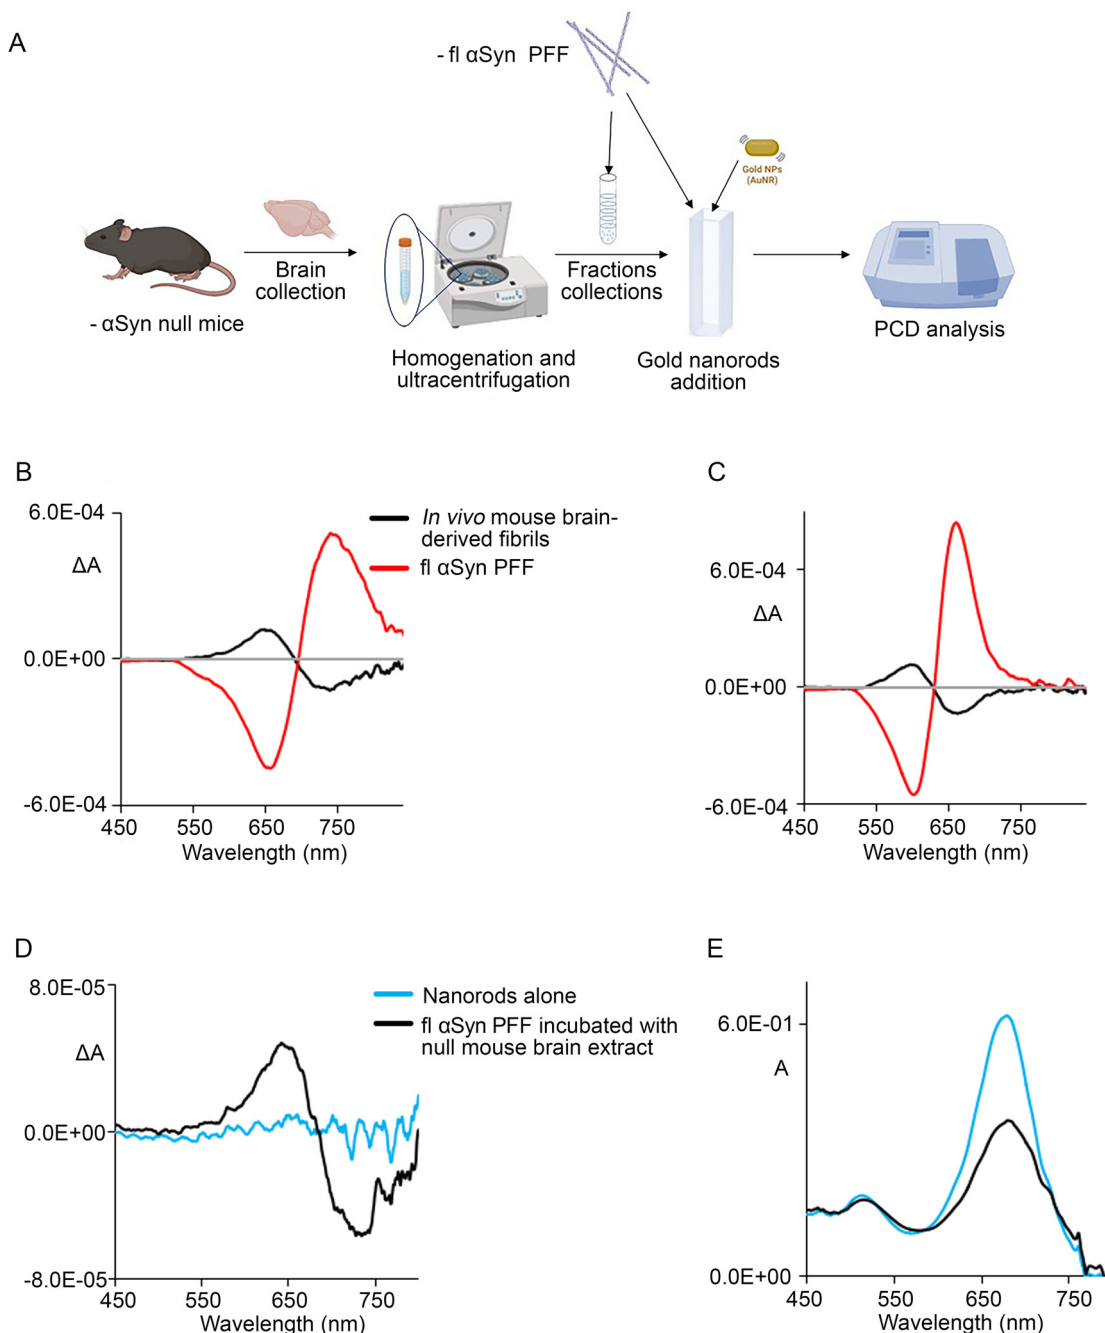 A
- fl αSyn PFF
Gold NPs
(AuNR)
Brain
collection
Fractions
collections
- αSyn null mice
PCD analysis
Homogenation and
ultracentrifugation
Gold nanorods
addition
B
6.0E-04
ΔA
0.0E+00
-6.0E-04
450 550 650 750
Wavelength (nm)
In vivo mouse brain-
derived fibrils
fl αSyn PFF
C
6.0E-04
ΔA
0.0E+00
-6.0E-04
450 550 650 750
Wavelength (nm)
D
8.0E-05
ΔA
0.0E+00
-8.0E-05
450 550 650 750
Wavelength (nm)
Nanorods alone
fl αSyn PFF incubated with
null mouse brain extract
E
6.0E-01
A
0.0E+00
450 550 650 750
Wavelength (nm)